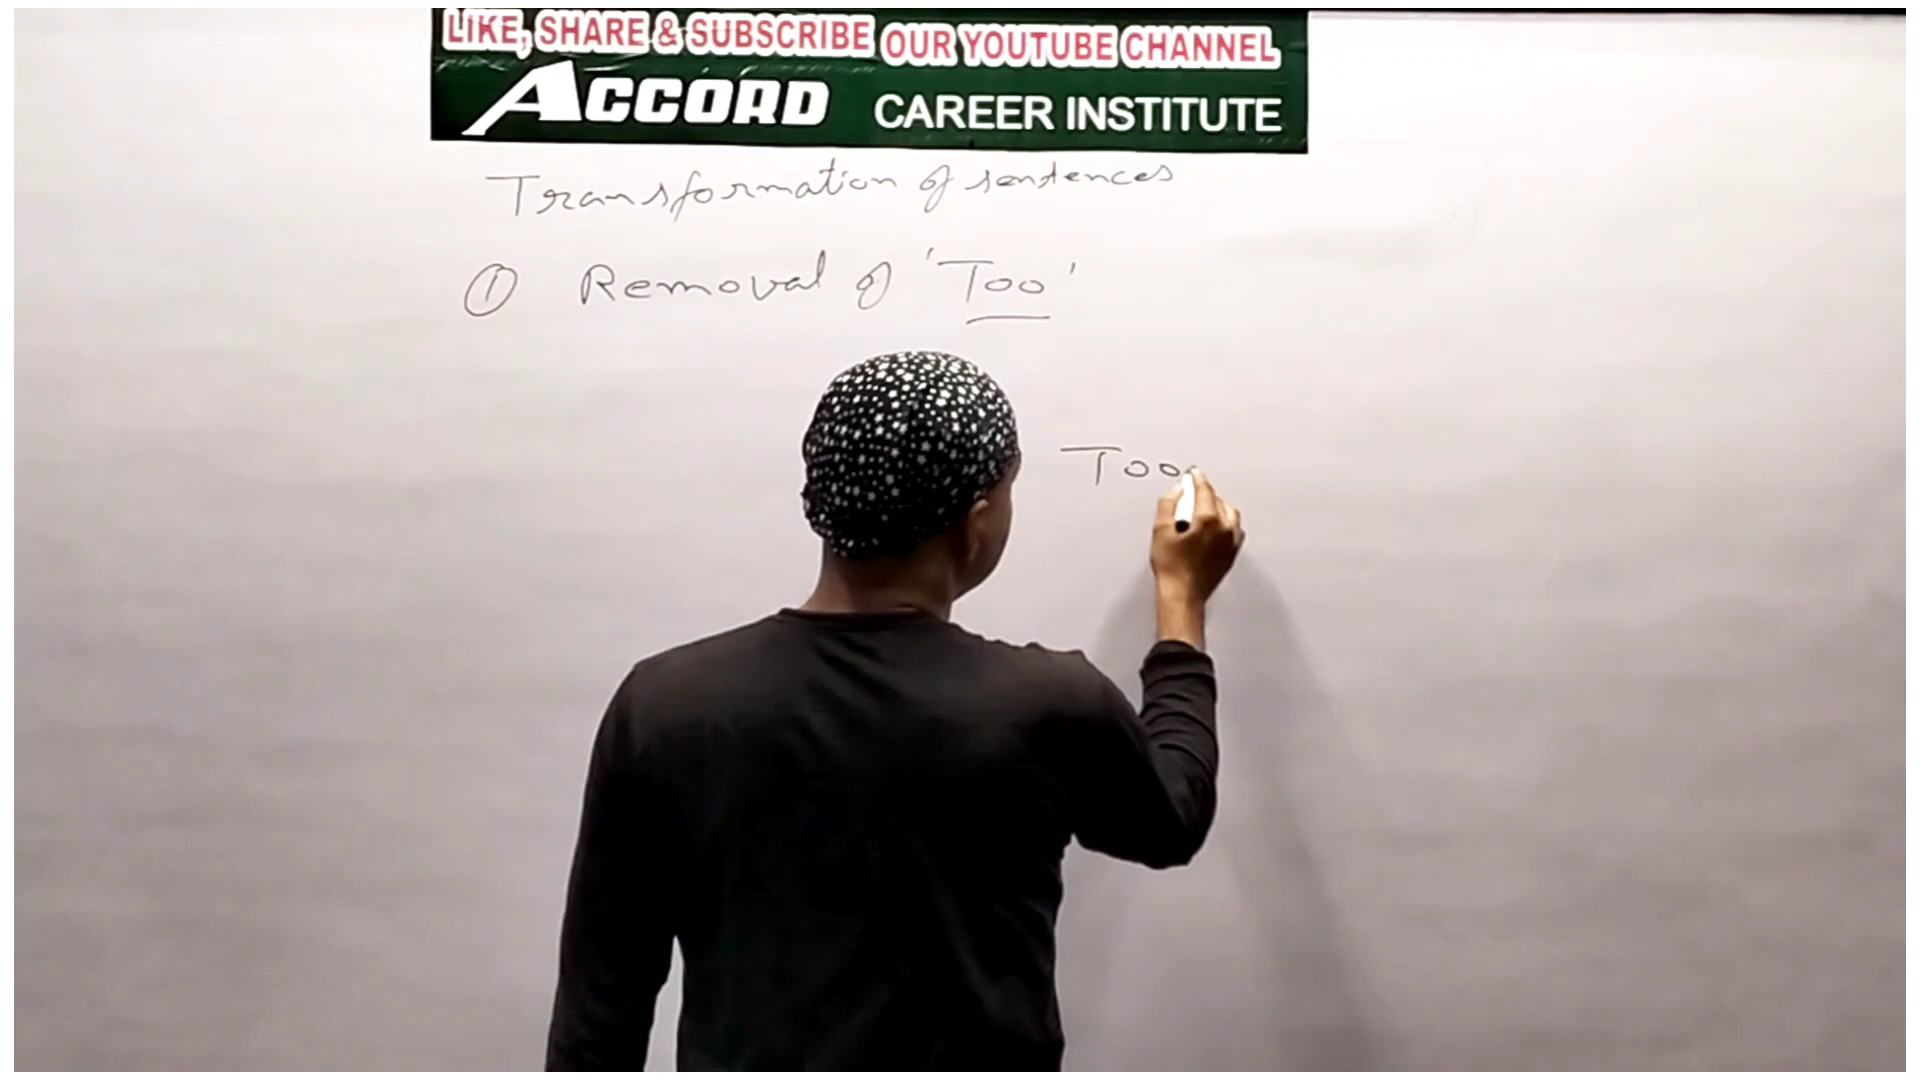 LIKE, SHARE & SUBSCRIBE OUR YOUTUBE CHANNEL
ACCORD CAREER INSTITUTE
Transformation of sentences
① Removal of 'Too'
Too